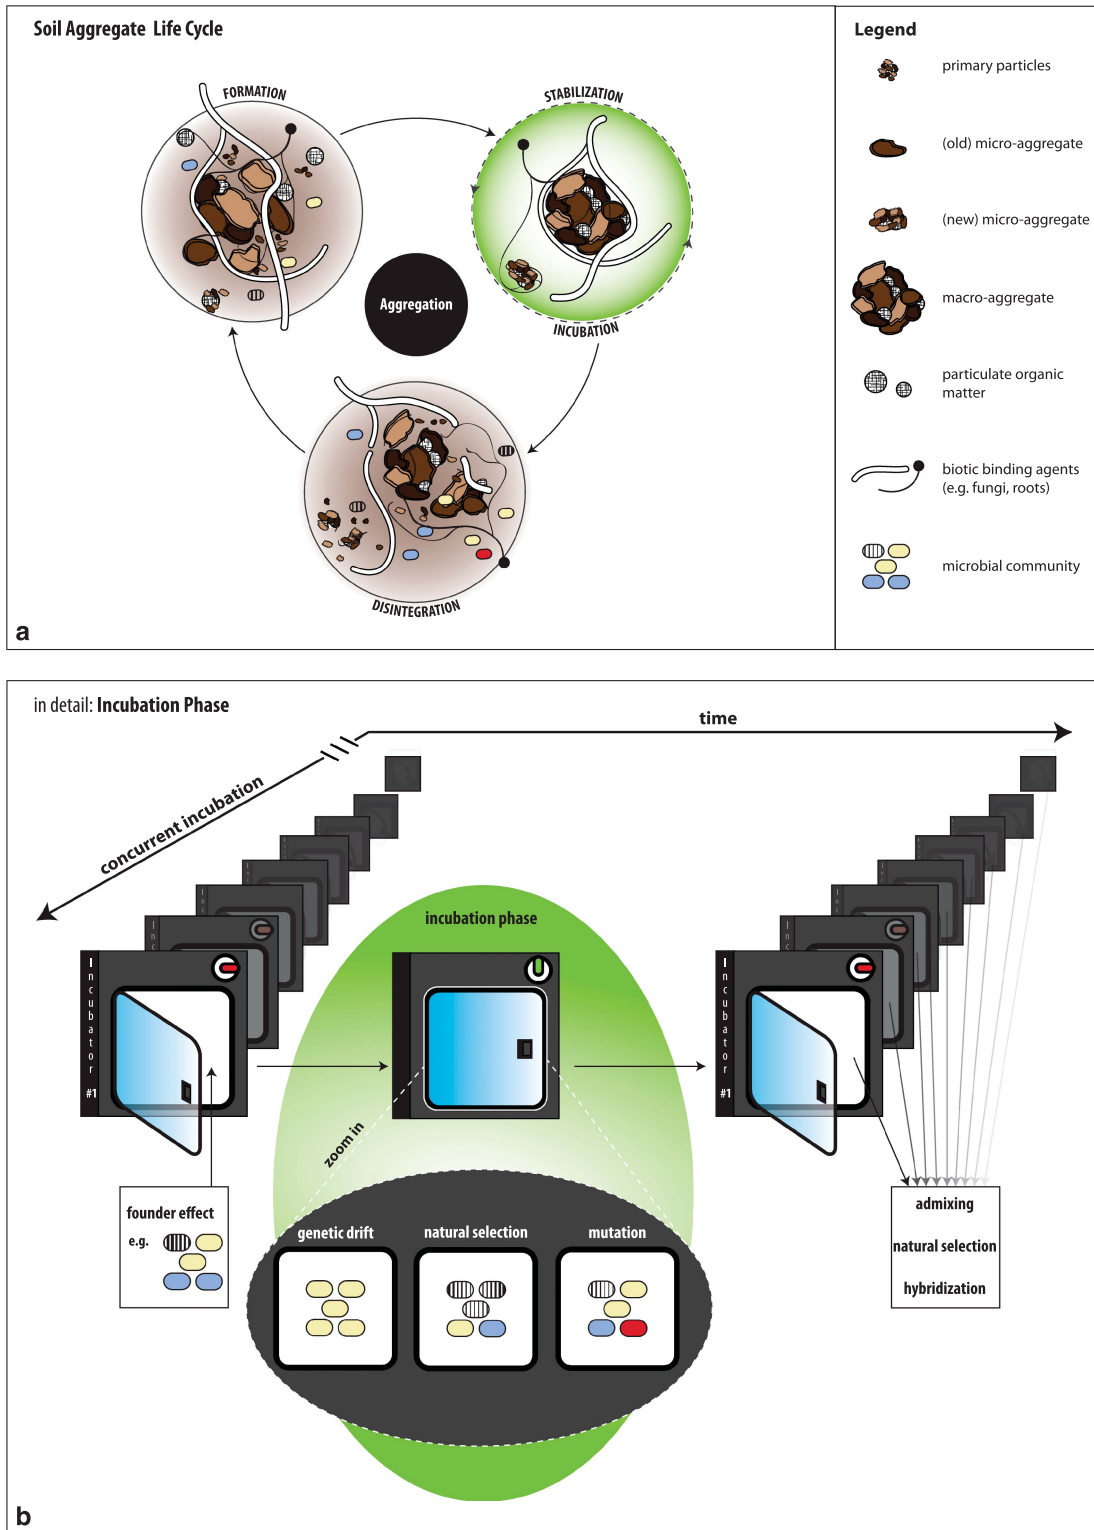 Soil Aggregate Life Cycle
FORMATION
STABILIZATION
Aggregation
INCUBATION
DISINTEGRATION
a
Legend
primary particles
(old) micro-aggregate
(new) micro-aggregate
macro-aggregate
particulate organic
matter
biotic binding agents
(e.g. fungi, roots)
microbial community
in detail: Incubation Phase
time
concurrent incubation
incubation phase
Incubator #1
Incubator #1
zoom in
founder effect
e.g.
genetic drift
natural selection
mutation
admixing
natural selection
hybridization
b